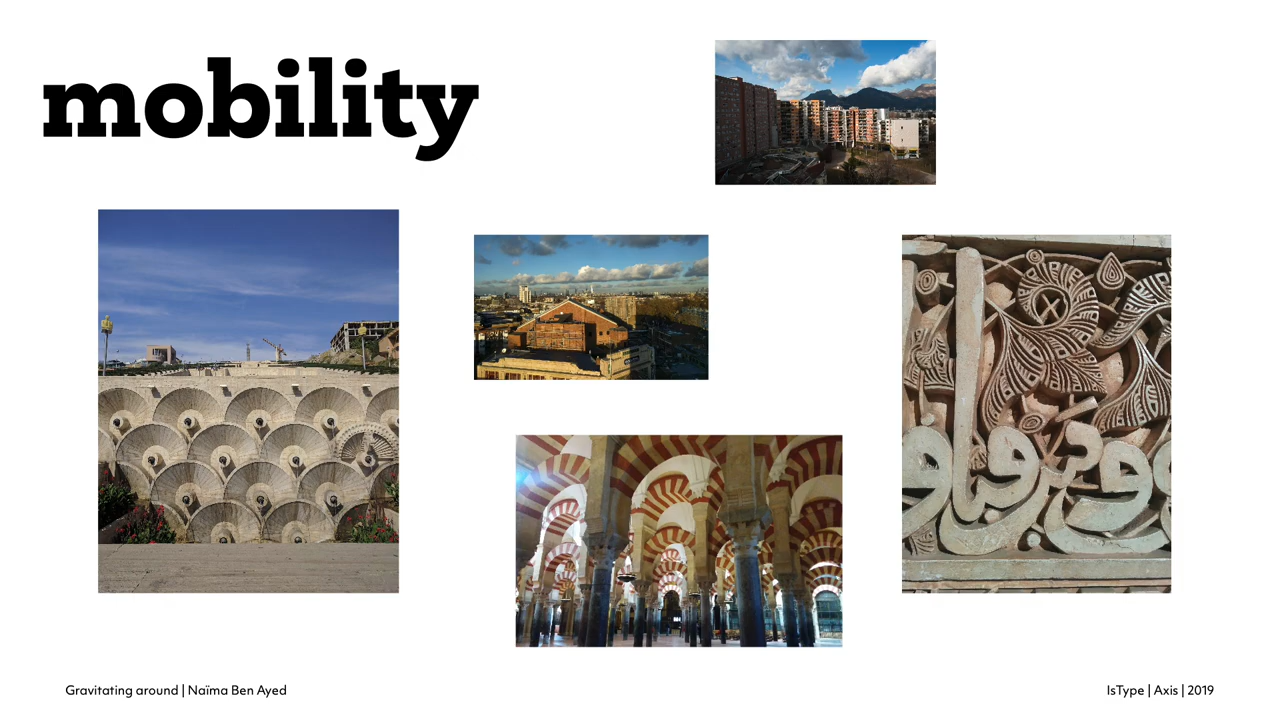 mobility
Gravitating around | Naïma Ben Ayed
IsType | Axis | 2019